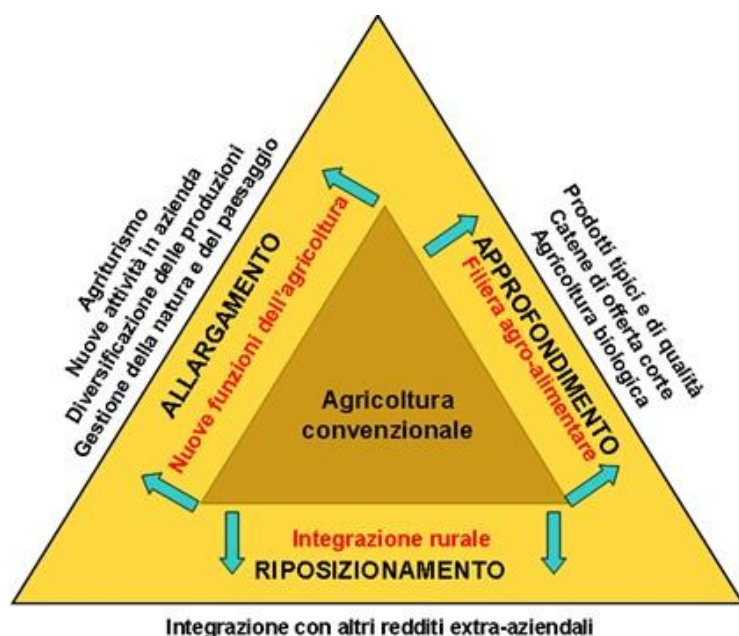 Agriturismo
Nuove attività in azienda
Diversificazione delle produzioni
Gestione della natura e del paesaggio
ALLARGAMENTO
Nuove funzioni dell'agricoltura
Prodotti tipici e di qualità
Catene di offerta corte
Agricoltura biologica
APPROFONDIMENTO
Filiera agro-alimentare
Agricoltura
convenzionale
Integrazione rurale
RIPOSIZIONAMENTO
Integrazione con altri redditi extra-aziendali